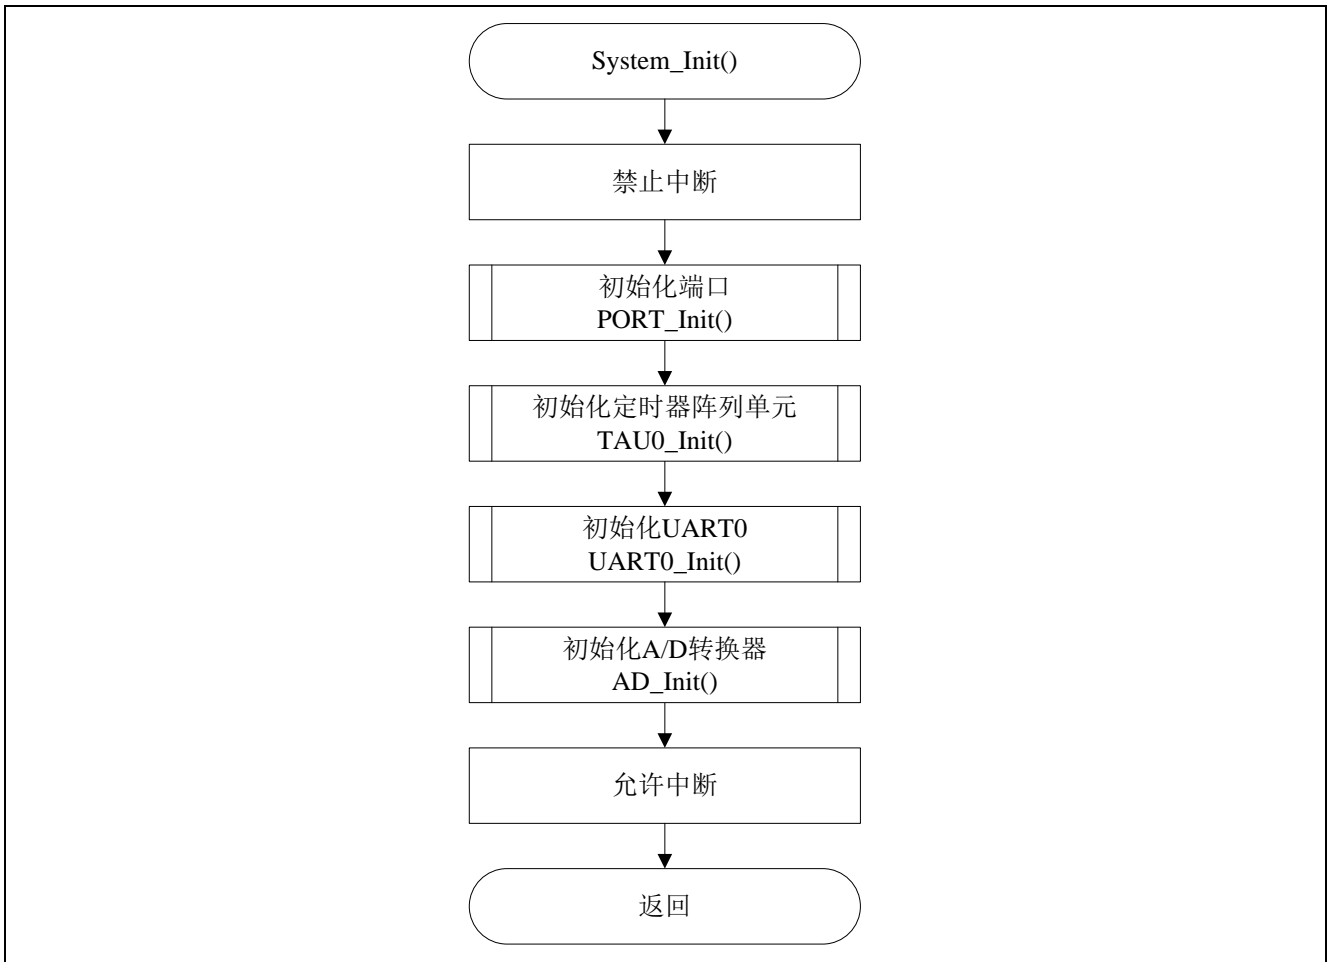 System_Init()
禁止中断
初始化端口
PORT_Init()
初始化定时器阵列单元
TAU0_Init()
初始化UART0
UART0_Init()
初始化A/D转换器
AD_Init()
允许中断
返回